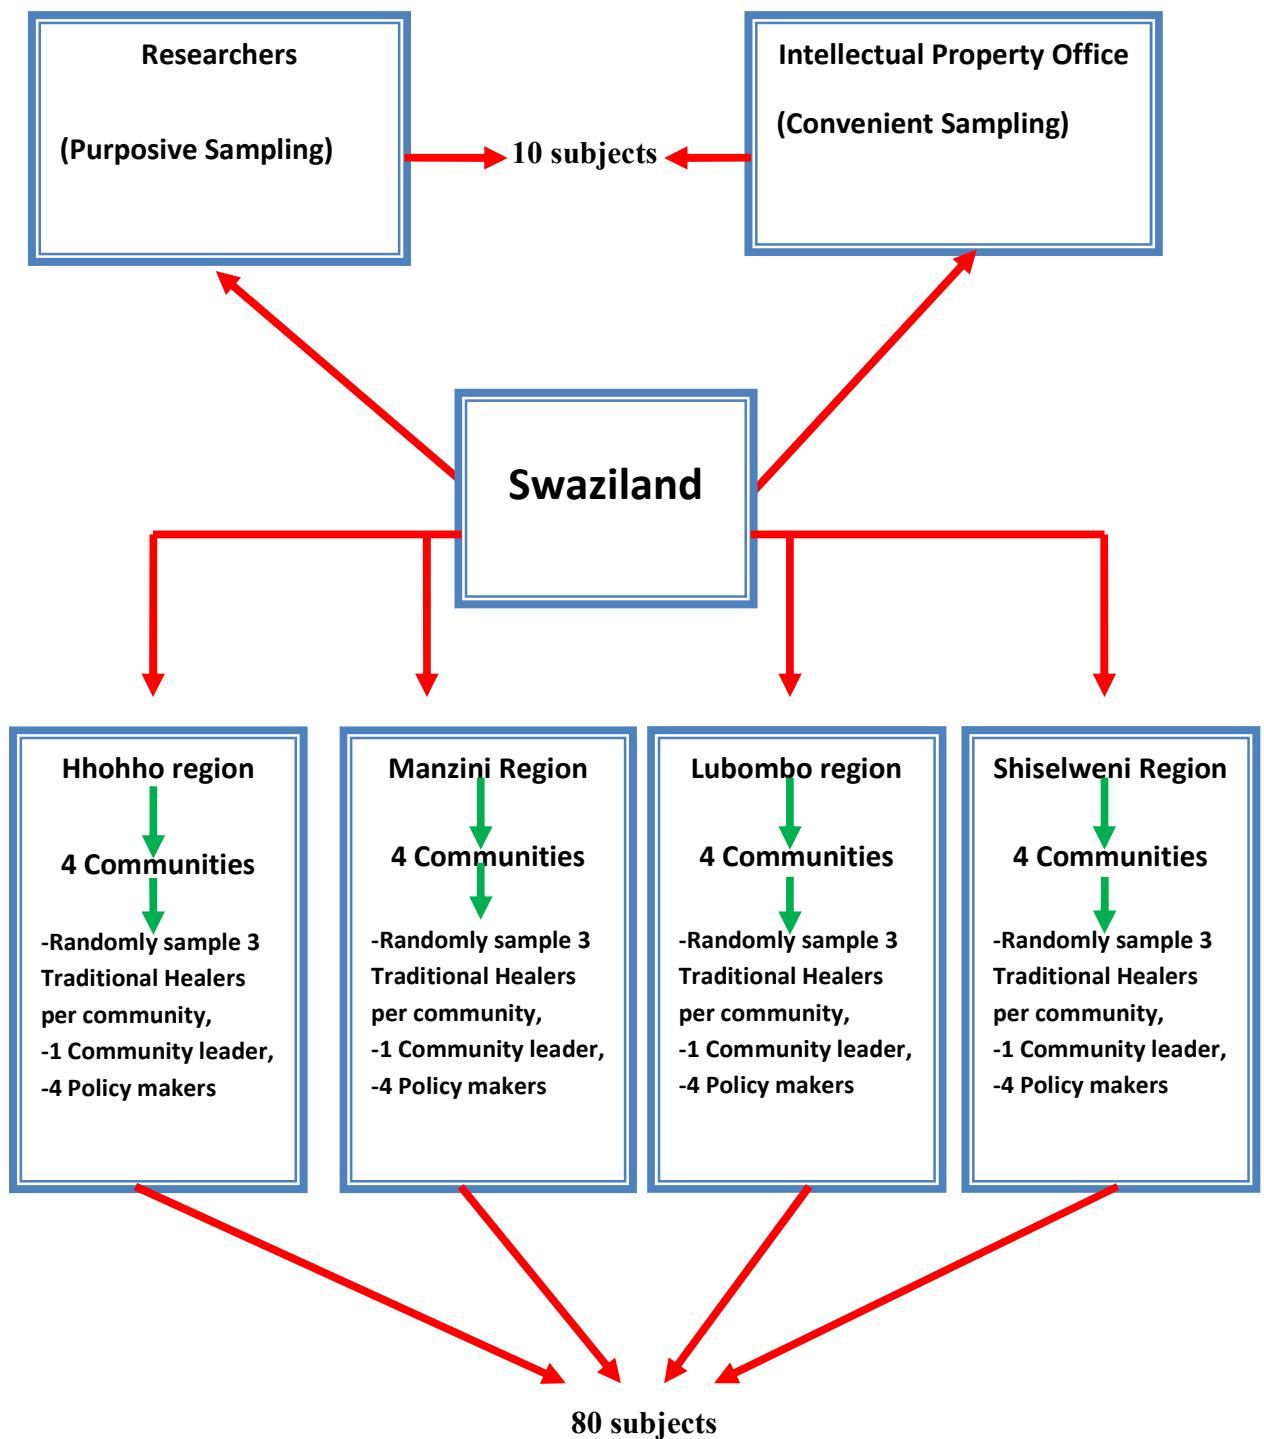 Researchers
(Purposive Sampling)
Intellectual Property Office
(Convenient Sampling)
10 subjects
Swaziland
Hhohho region
4 Communities
-Randomly sample 3
Traditional Healers
per community,
-1 Community leader,
-4 Policy makers
Manzini Region
4 Communities
-Randomly sample 3
Traditional Healers
per community,
-1 Community leader,
-4 Policy makers
Lubombo region
4 Communities
-Randomly sample 3
Traditional Healers
per community,
-1 Community leader,
-4 Policy makers
Shiselweni Region
4 Communities
-Randomly sample 3
Traditional Healers
per community,
-1 Community leader,
-4 Policy makers
80 subjects